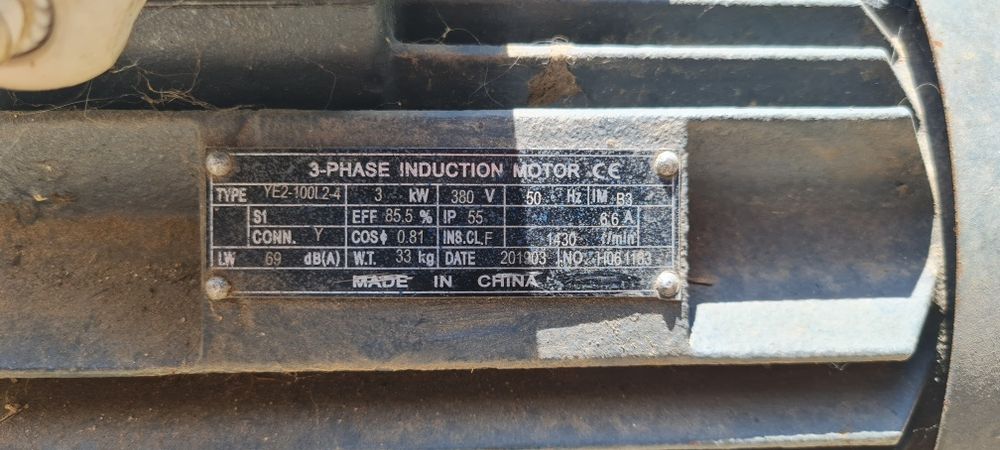 3-PHASE INDUCTION MOTOR CE
TYPE YE2-100L2-4 3 kW 380 V 50 Hz IM B3
S1 EFF 85.5 % IP 55 6.6 A
CONN. Y COSφ 0.81 INS.CL.F 1430 r/min
LW 69 dB(A) W.T. 33 kg DATE 201903 NO. H061163
MADE IN CHINA